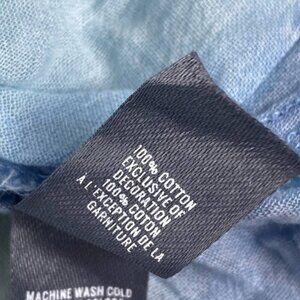 100% COTTON
EXCLUSIVE OF
DECORATION
100% COTON
A L'EXCEPTION DE LA
GARNITURE
MACHINE WASH COLD